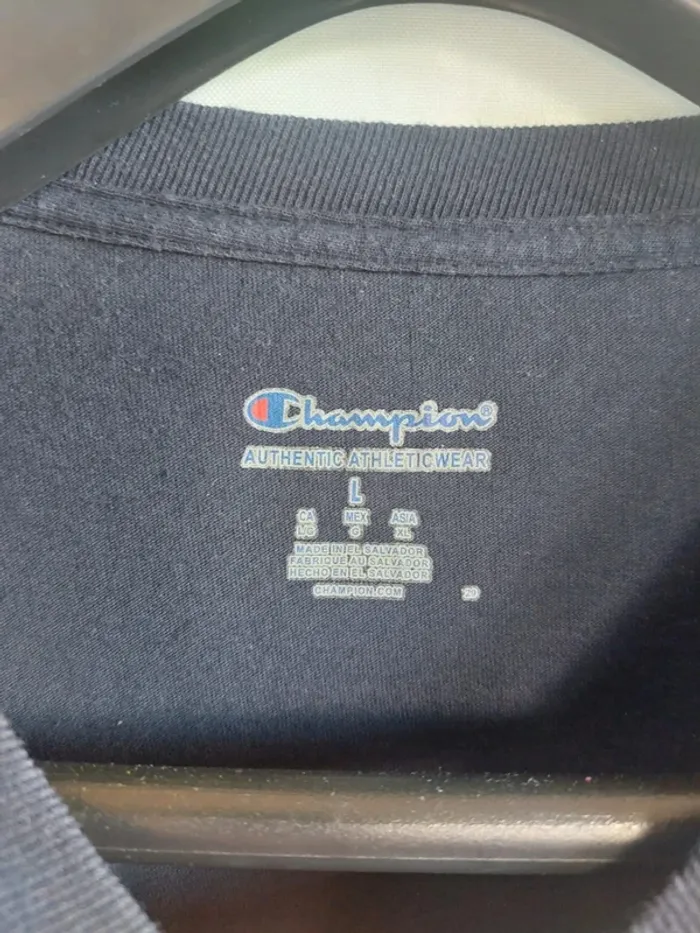 Champion®
AUTHENTIC ATHLETICWEAR
L
CA MEX ASIA
L/G G XL
MADE IN EL SALVADOR
FABRIQUE AU SALVADOR
HECHO EN EL SALVADOR
CHAMPION.COM